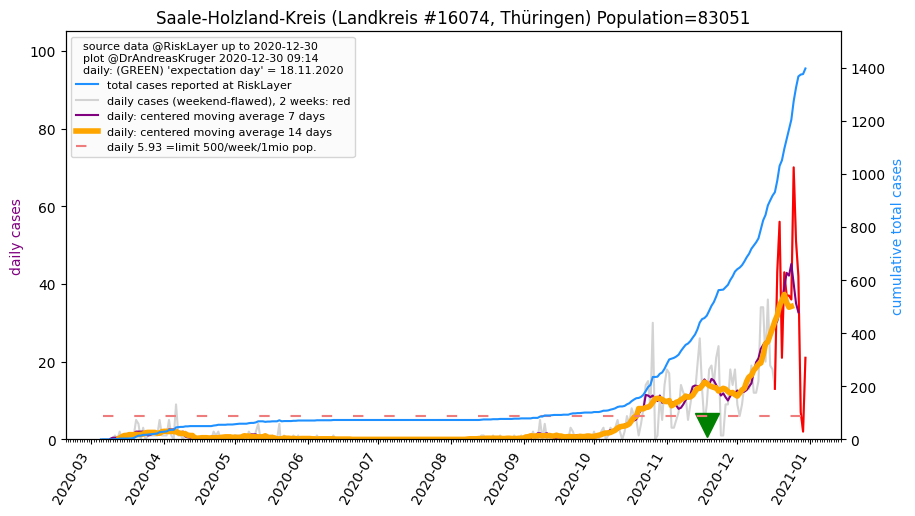 Saale-Holzland-Kreis (Landkreis #16074, Thüringen) Population=83051
source data @RiskLayer up to 2020-12-30
plot @DrAndreasKruger 2020-12-30 09:14
daily: (GREEN) 'expectation day' = 18.11.2020
total cases reported at RiskLayer
daily cases (weekend-flawed), 2 weeks: red
daily: centered moving average 7 days
daily: centered moving average 14 days
daily 5.93 =limit 500/week/1mio pop.
daily cases
100
80
60
40
20
0
cumulative total cases
1400
1200
1000
800
600
400
200
0
2020-03
2020-04
2020-05
2020-06
2020-07
2020-08
2020-09
2020-10
2020-11
2020-12
2021-01